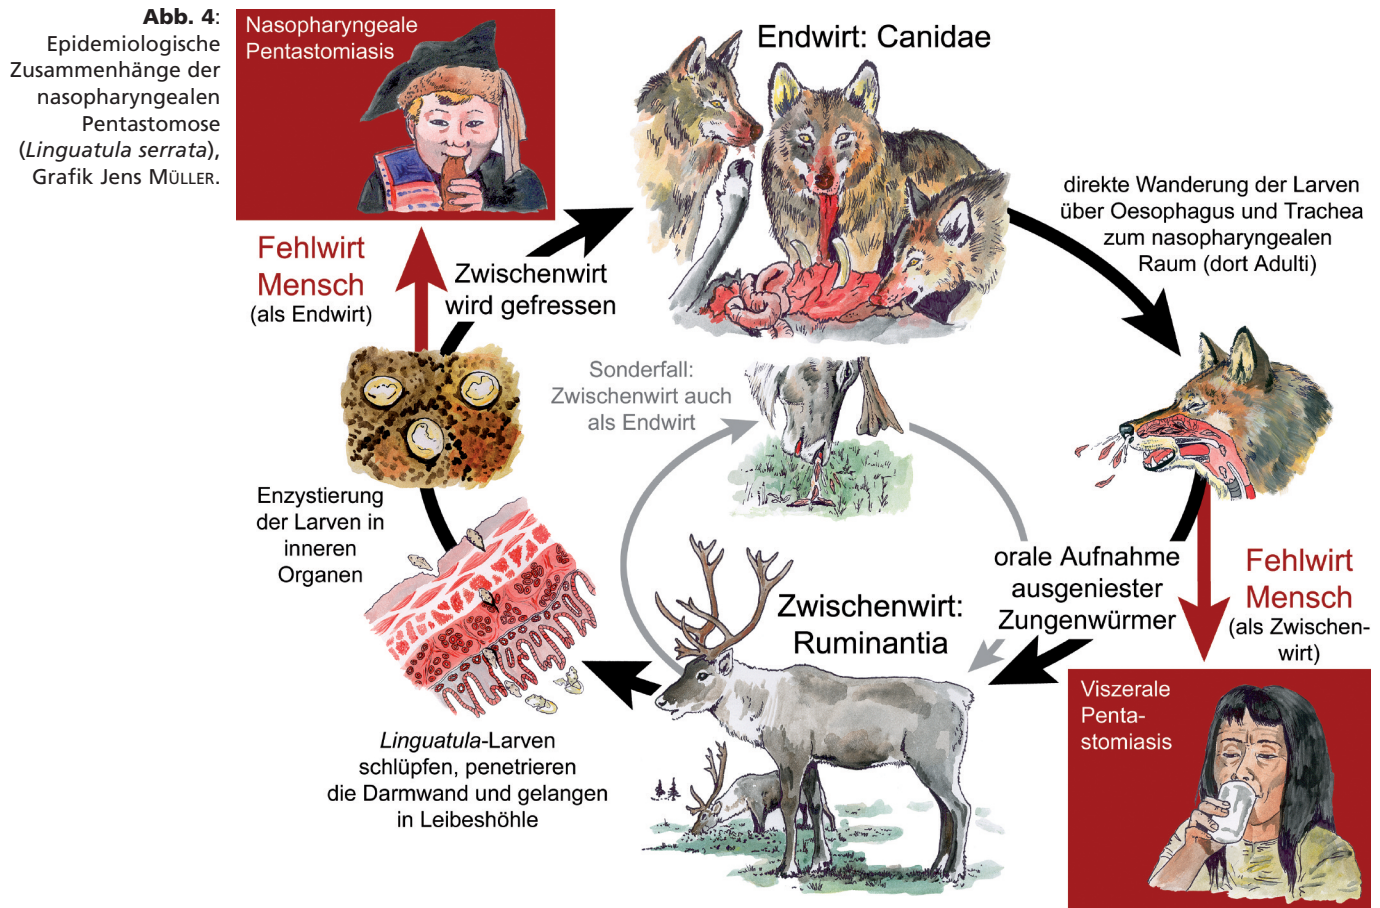 Abb. 4:
Epidemiologische
Zusammenhänge der
nasopharyngealen
Pentastomose
(Linguatula serrata),
Grafik Jens MÜLLER.
Nasopharyngeale
Pentastomiasis
Endwirt: Canidae
direkte Wanderung der Larven
über Oesophagus und Trachea
zum nasopharyngealen
Raum (dort Adulti)
Fehlwirt
Mensch
(als Endwirt)
Zwischenwirt
wird gefressen
Sonderfall:
Zwischenwirt auch
als Endwirt
Enzystierung
der Larven in
inneren
Organen
orale Aufnahme
ausgeniester
Zungenwürmer
Fehlwirt
Mensch
(als Zwischen-
wirt)
Zwischenwirt:
Ruminantia
Linguatula-Larven
schlüpfen, penetrieren
die Darmwand und gelangen
in Leibeshöhle
Viszerale
Penta-
stomiasis